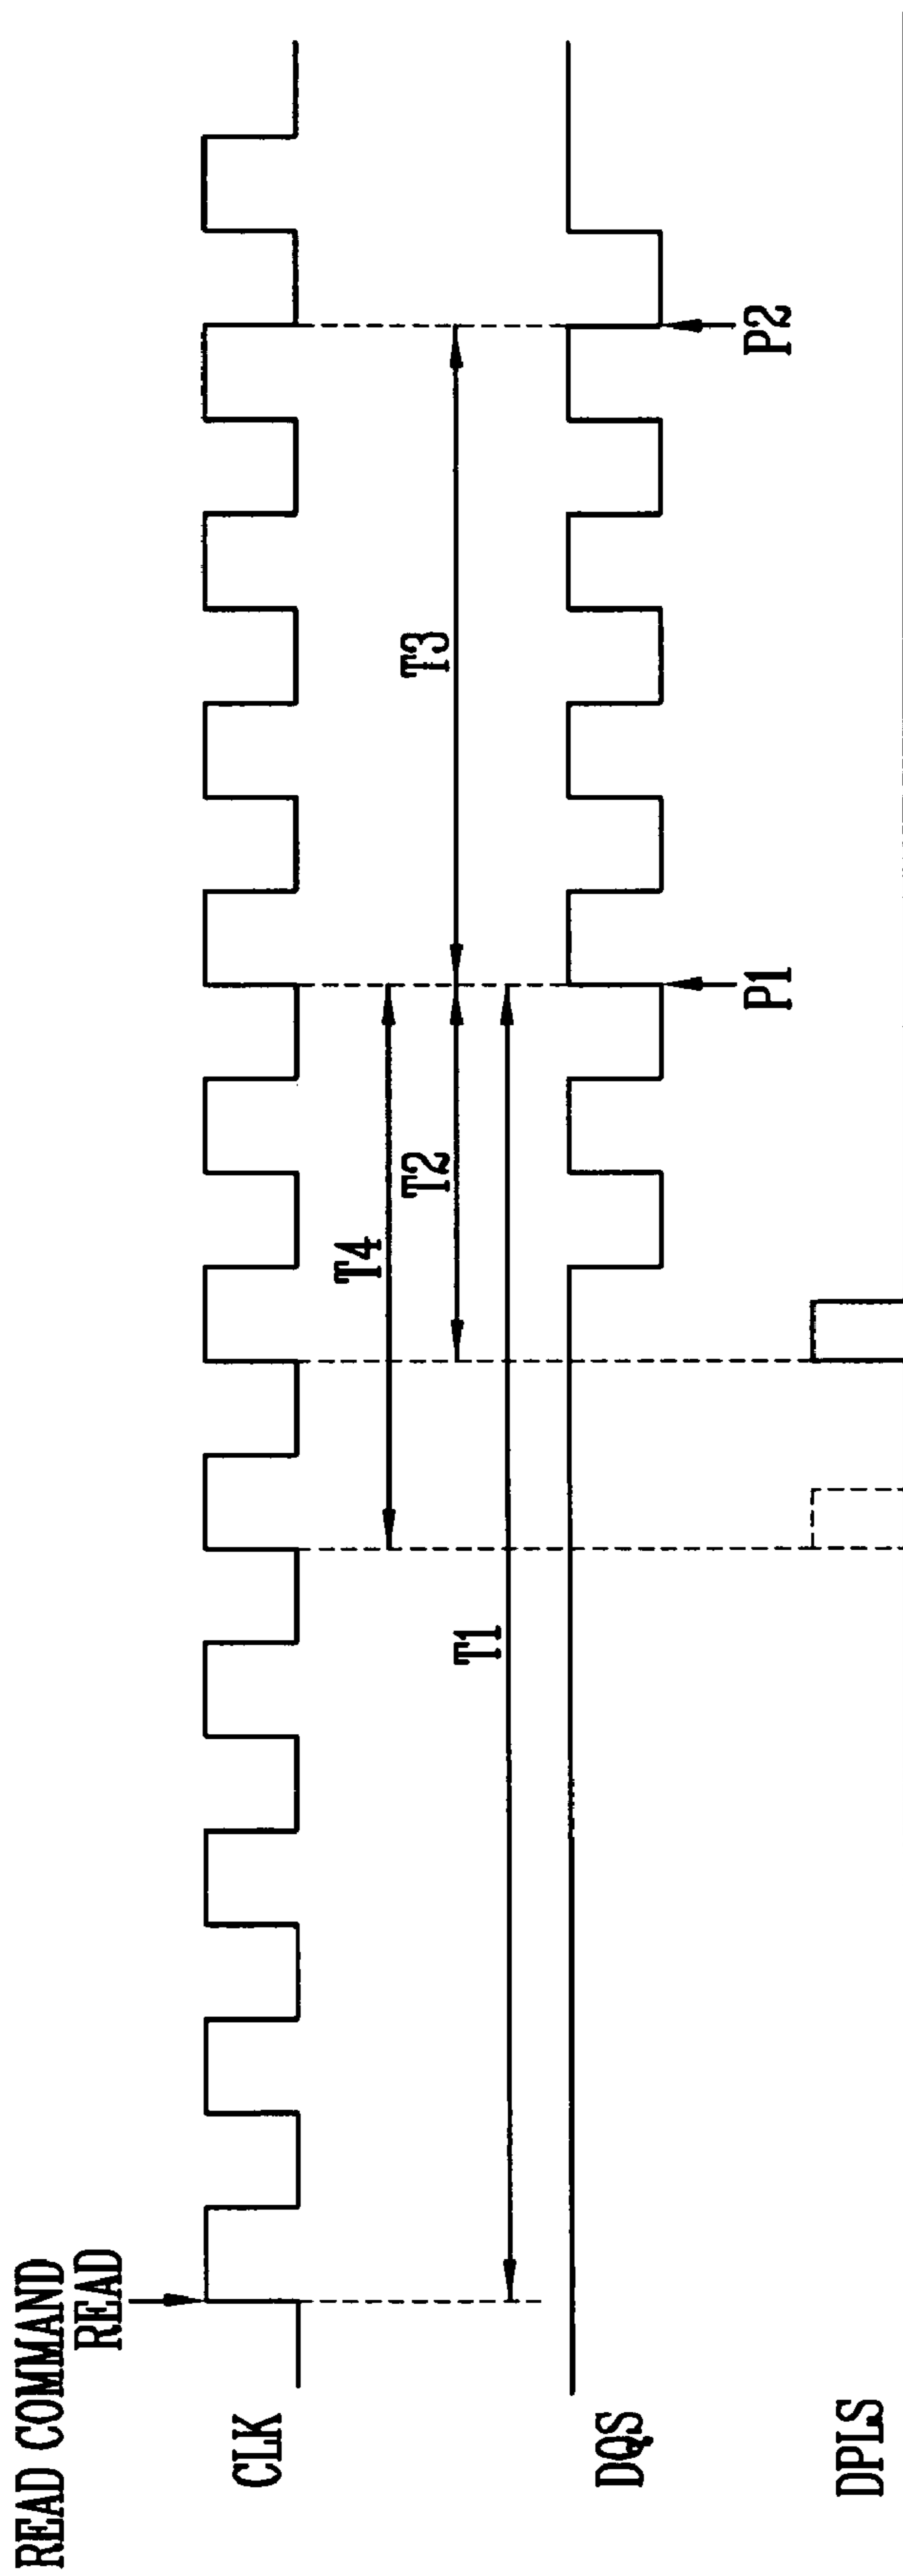 READ COMMAND
READ
CLK
T4
T2
T3
T1
DQS
P1
P2
DPLS